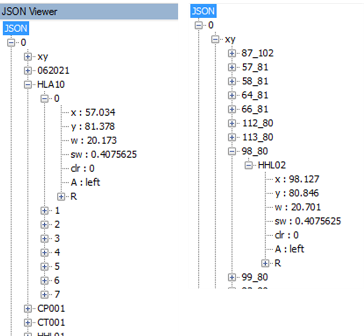 JSON Viewer
JSON
0
xy
062021
HLA10
0
x : 57.034
y : 81.378
w : 20.173
sw : 0.4075625
clr : 0
A : left
R
1
2
3
4
5
6
7
CP001
CT001
JSON
0
xy
87_102
57_81
58_81
64_81
66_81
112_80
113_80
98_80
HHL02
x : 98.127
y : 80.846
w : 20.701
sw : 0.4075625
clr : 0
A : left
R
99_80